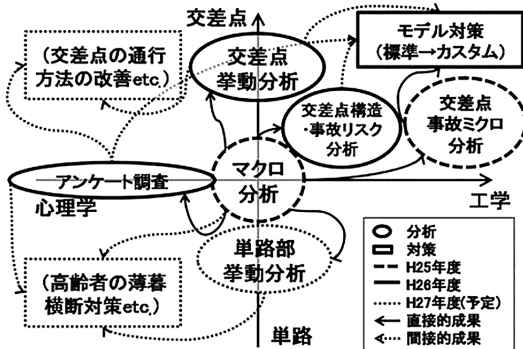 交差点
(交差点の通行
方法の改善etc.)
交差点
挙動分析
モデル対策
(標準→カスタム)
交差点構造
・事故リスク
分析
交差点
事故ミクロ
分析
マクロ
分析
アンケート調査
心理学
工学
単路部
挙動分析
(高齢者の薄暮
横断対策etc.)
単路
分析
対策
H25年度
H26年度
H27年度(予定)
直接的成果
間接的成果